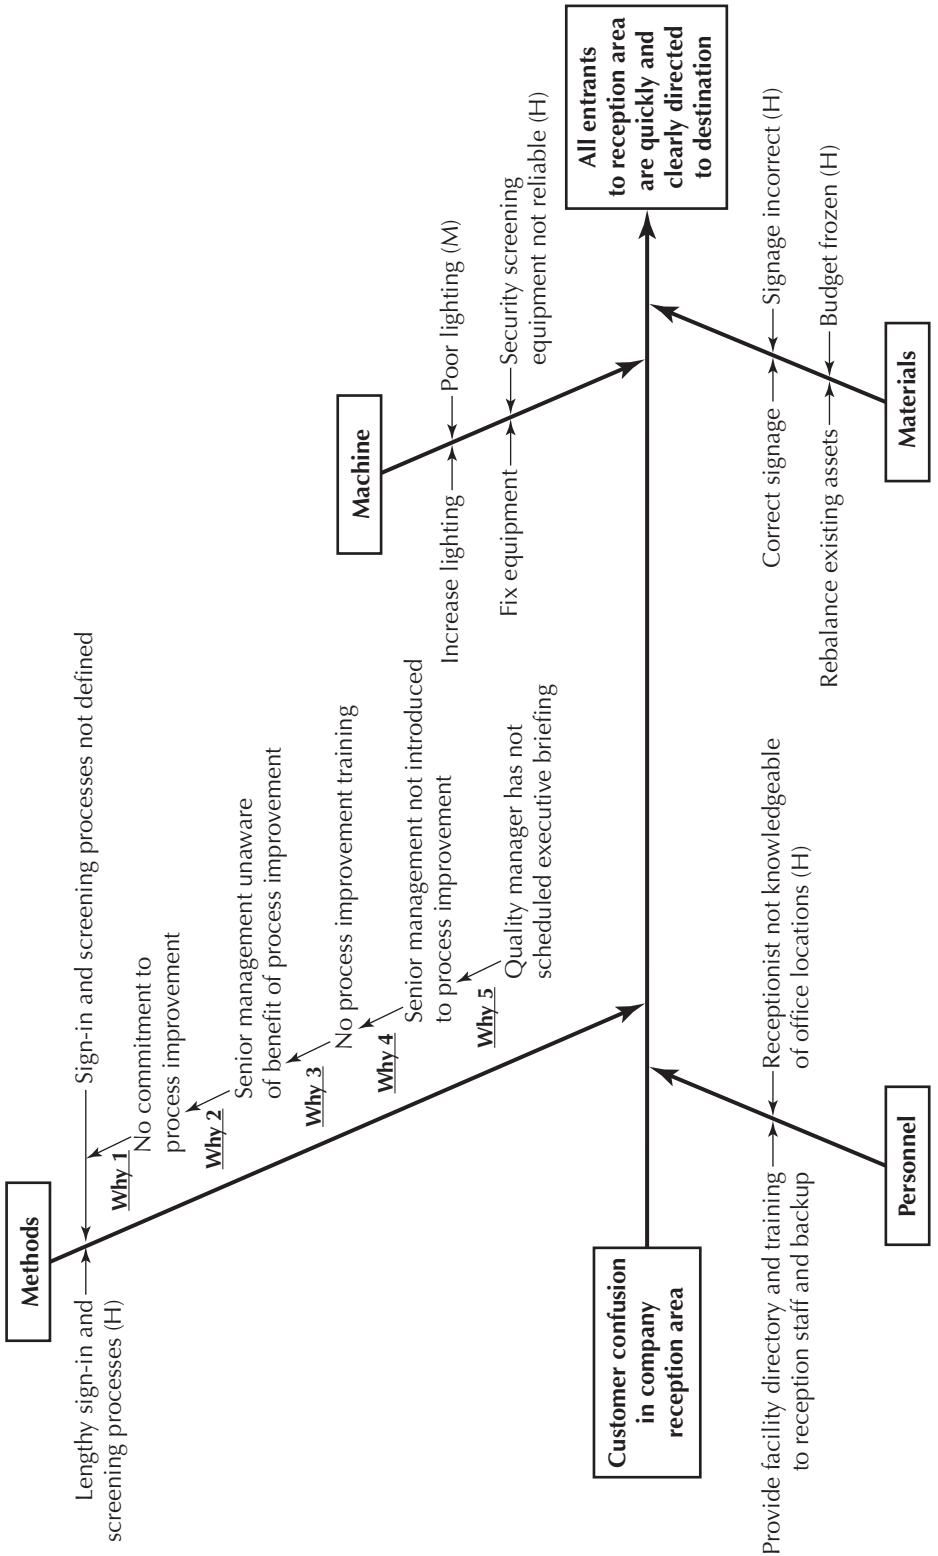 Methods
Lengthy sign-in and
screening processes (H)
Sign-in and screening processes not defined
Why 1
No commitment to
process improvement
Why 2
Senior management unaware
of benefit of process improvement
Why 3
No process improvement training
Why 4
Senior management not introduced
to process improvement
Why 5
Quality manager has not
scheduled executive briefing
Machine
Increase lighting
Poor lighting (M)
Fix equipment
Security screening
equipment not reliable (H)
Customer confusion
in company
reception area
All entrants
to reception area
are quickly and
clearly directed
to destination
Provide facility directory and training
to reception staff and backup
Receptionist not knowledgeable
of office locations (H)
Personnel
Correct signage
Signage incorrect (H)
Rebalance existing assets
Budget frozen (H)
Materials